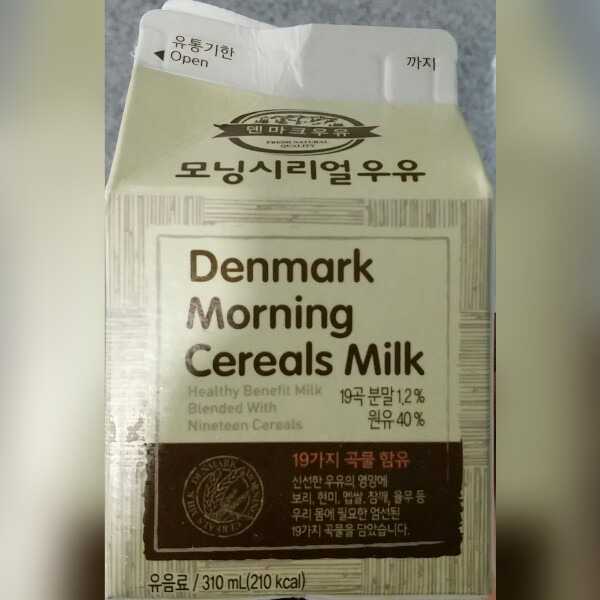 유통기한
Open
까지
덴마크우유
FRESH NATURAL
QUALITY
모닝시리얼우유
Denmark
Morning
Cereals Milk
Healthy Benefit Milk
Blended With
Nineteen Cereals
19곡 분말 1.2%
원유 40%
19가지 곡물 함유
신선한 우유의 영양에
보리, 현미, 멥쌀, 참깨, 율무 등
우리 몸에 필요한 엄선된
19가지 곡물을 담았습니다.
DENMARK MORNING CEREALS MILK
유음료 / 310 mL(210 kcal)